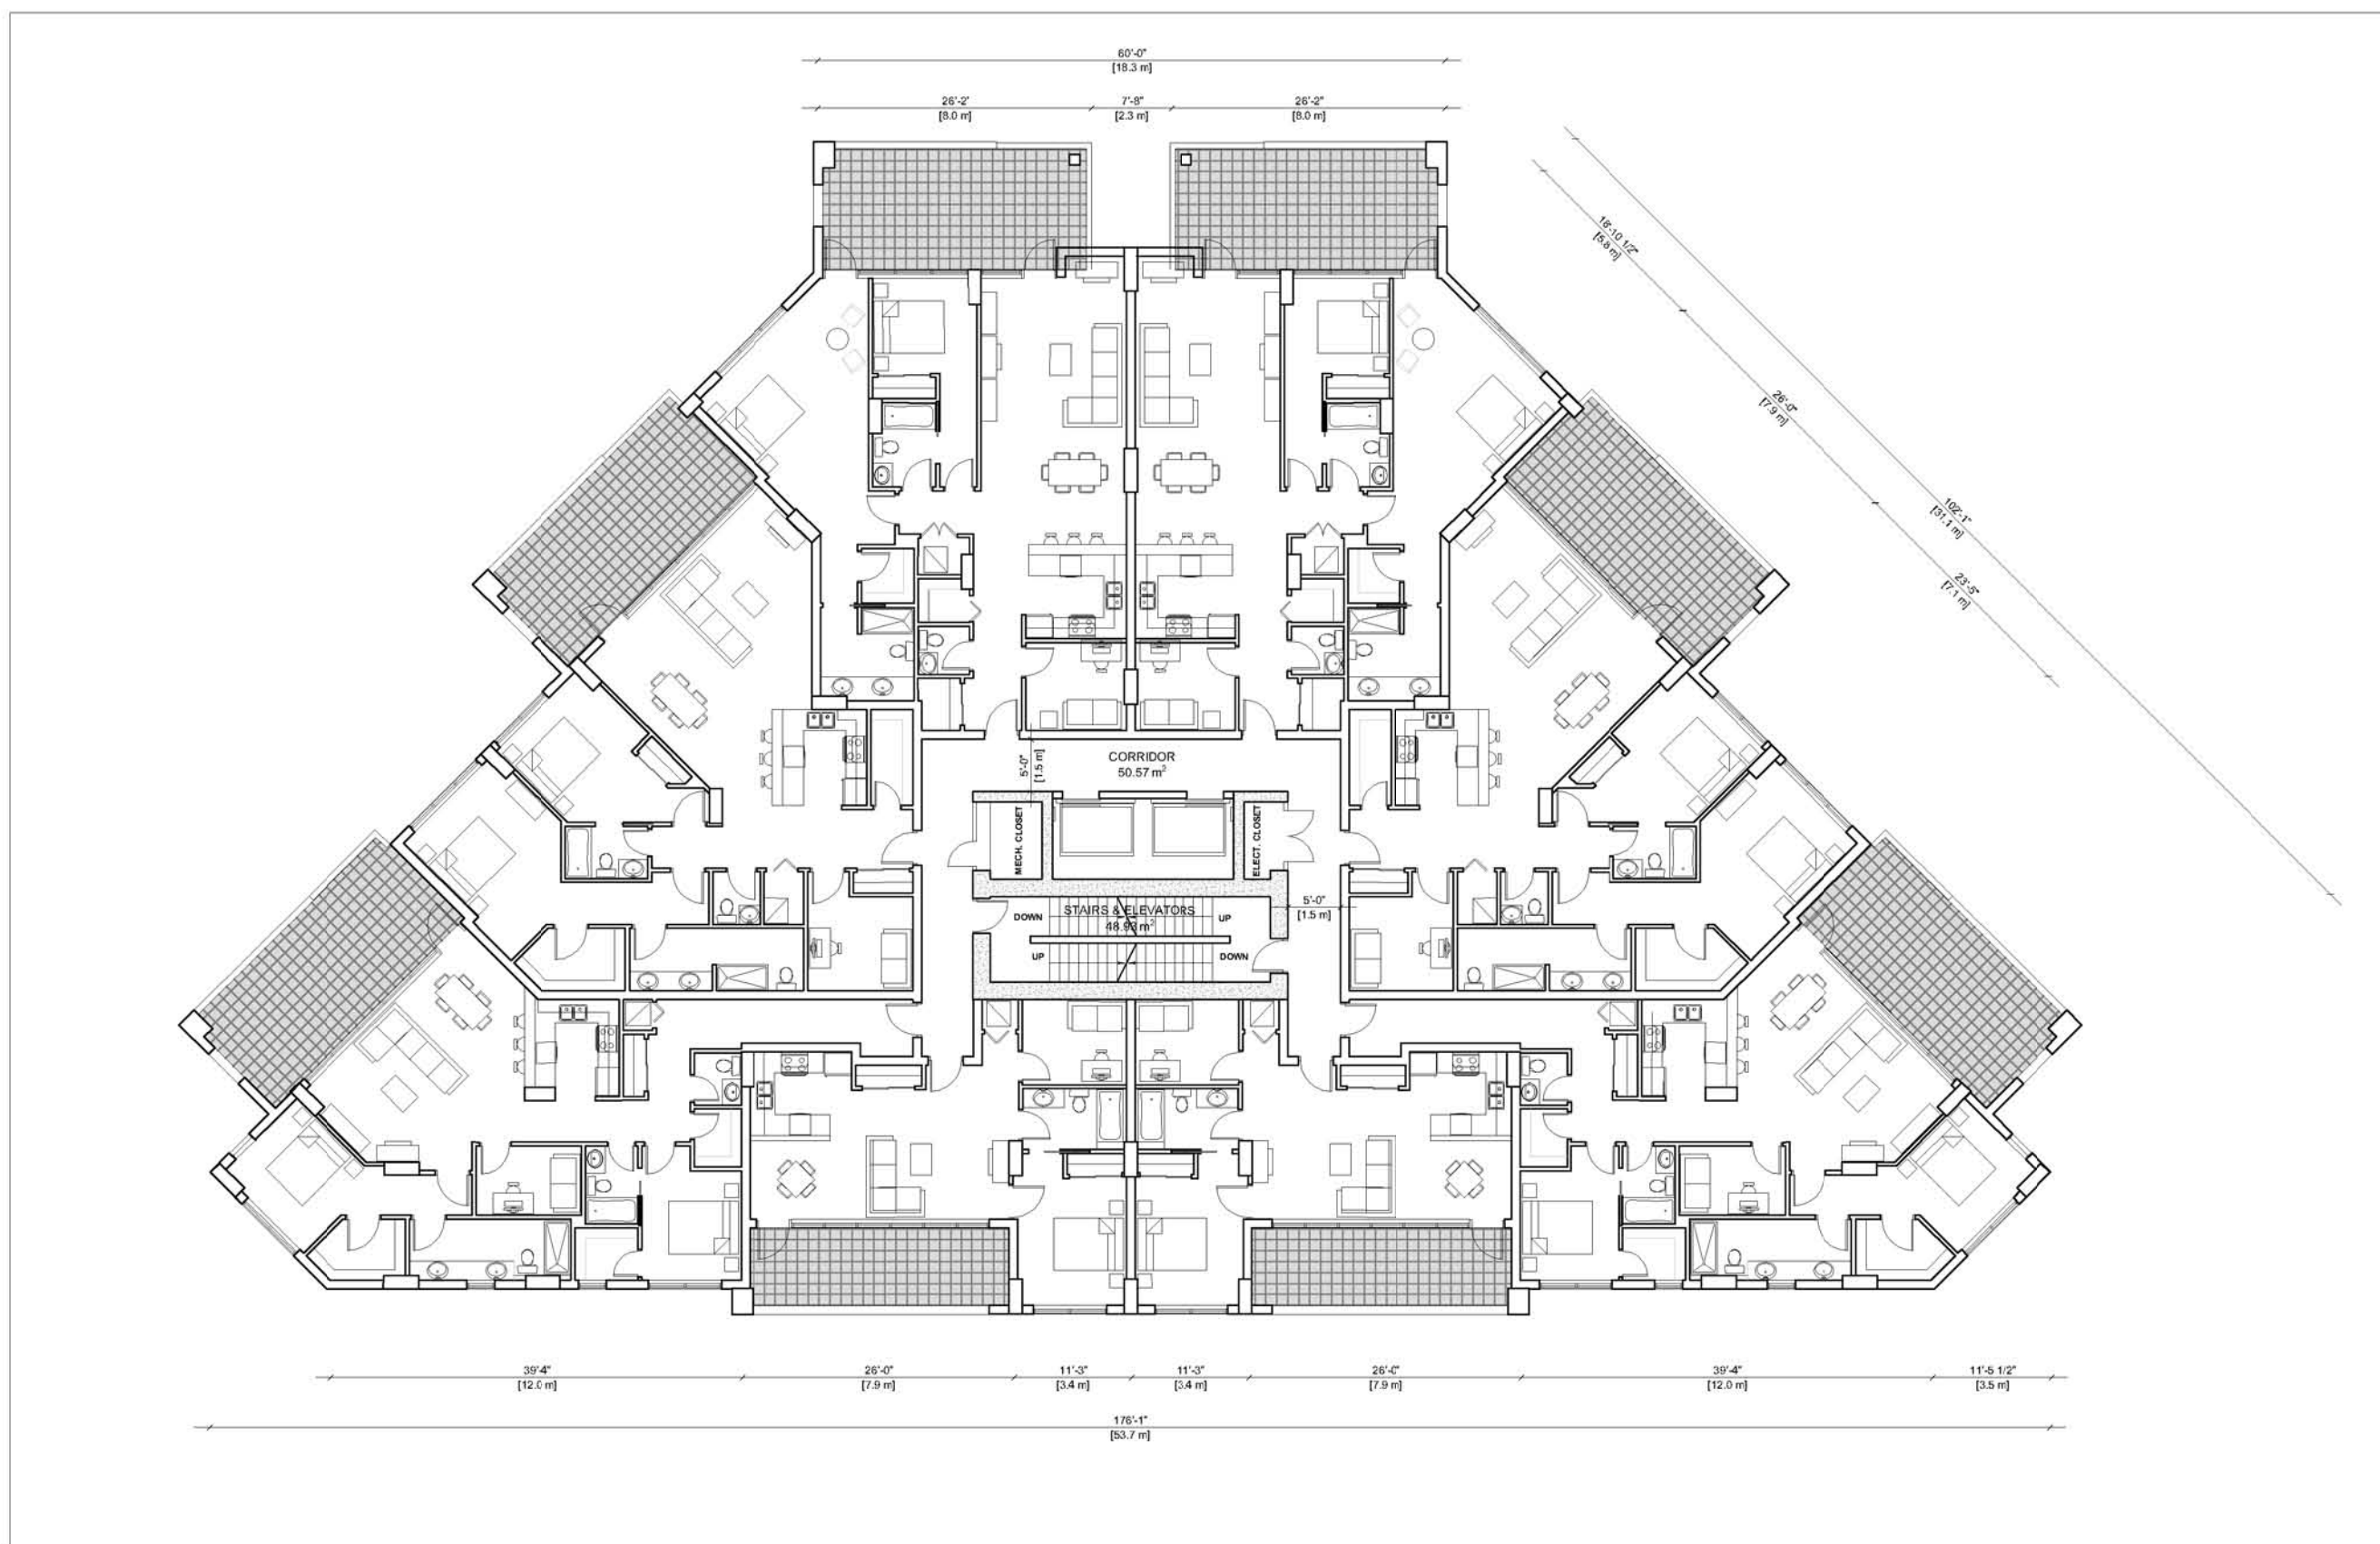 60'-0"
[18.3 m]
26'-2" 7'-8" 26'-2"
[8.0 m] [2.3 m] [8.0 m]
18'-10 1/2"
[5.8 m]
26'-0"
[7.9 m]
102'-1"
[31.1 m]
23'-5"
[7.1 m]
CORRIDOR
50.57 m²
5'-0"
[1.5 m]
MECH. CLOSET
ELECT. CLOSET
5'-0"
[1.5 m]
STAIRS & ELEVATORS
48.93 m²
DOWN UP
UP DOWN
39'-4" 26'-0" 11'-3" 11'-3" 26'-0" 39'-4" 11'-5 1/2"
[12.0 m] [7.9 m] [3.4 m] [3.4 m] [7.9 m] [12.0 m] [3.5 m]
176'-1"
[53.7 m]